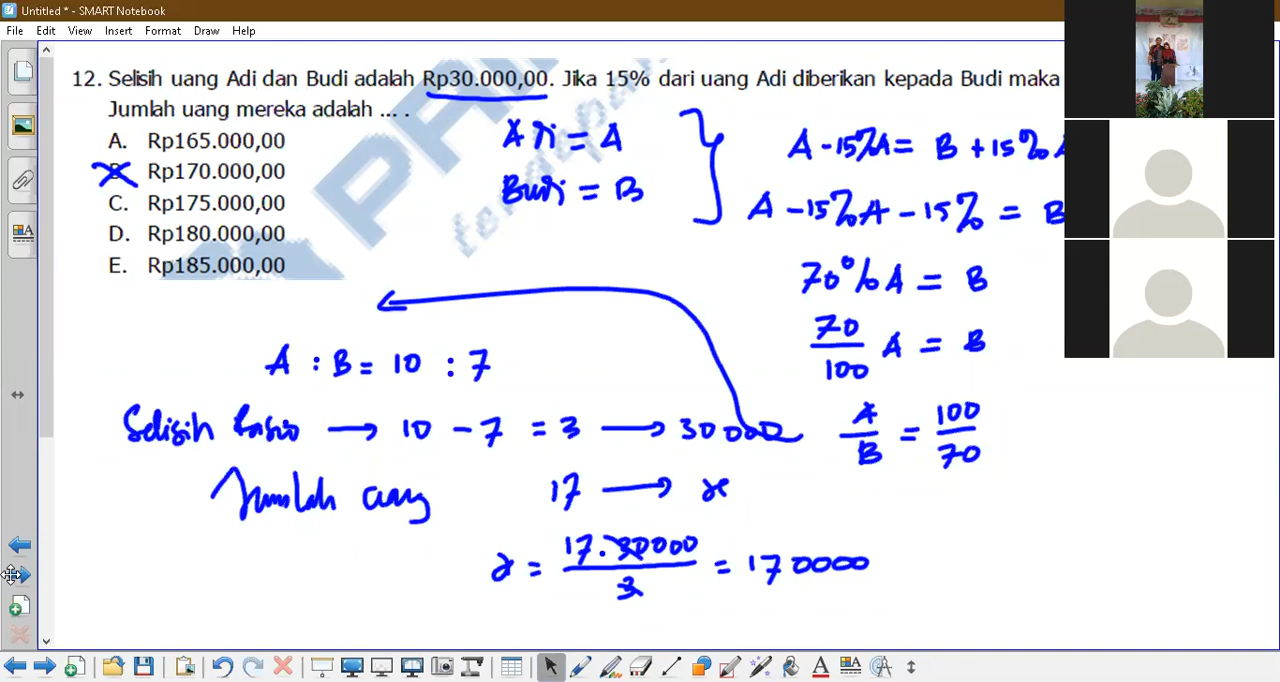 Untitled * - SMART Notebook
File Edit View Insert Format Draw Help
12. Selisih uang Adi dan Budi adalah Rp30.000,00. Jika 15% dari uang Adi diberikan kepada Budi maka
Jumlah uang mereka adalah ... .
A. Rp165.000,00
B. Rp170.000,00
C. Rp175.000,00
D. Rp180.000,00
E. Rp185.000,00
Adi = A
Budi = B
A - 15%A = B + 15% A
A - 15%A - 15% = B
70% A = B
70/100 A = B
A/B = 100/70
A : B = 10 : 7
Selisih Rasio → 10 - 7 = 3 → 30000
Jumlah uang 17 → x
x = 17.30000/3 = 170000